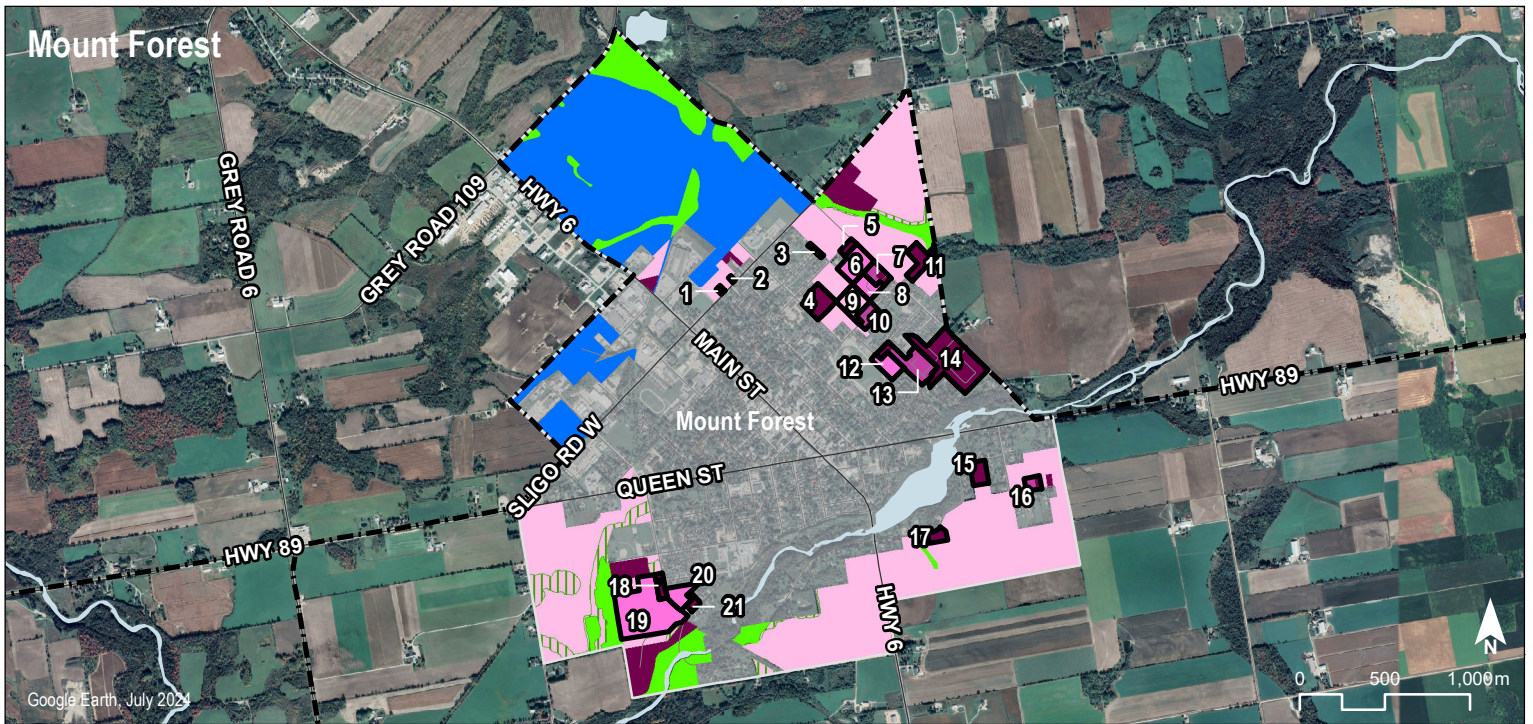 Mount Forest
GREY ROAD 6
GREY ROAD 109
HWY 6
5
3
6
7
11
2
1
4
9
8
10
MAIN ST
12
14
13
HWY 89
Mount Forest
SLIGO RD W
QUEEN ST
15
16
17
HWY 89
18
20
21
19
HWY 6
N
0 500 1,000m
Google Earth, July 2024